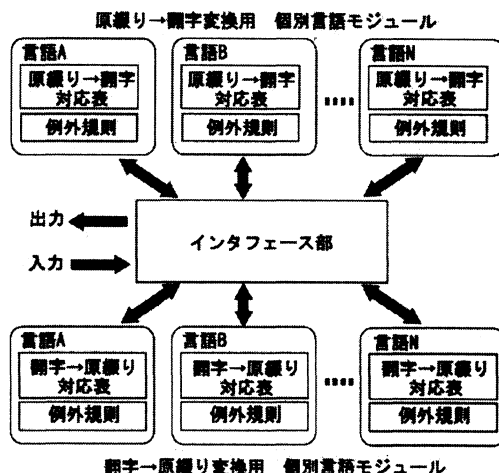 原綴り→翻字変換用 個別言語モジュール
言語A
原綴り→翻字
対応表
例外規則
言語B
原綴り→翻字
対応表
例外規則
言語N
原綴り→翻字
対応表
例外規則
出力
入力
インタフェース部
言語A
翻字→原綴り
対応表
例外規則
言語B
翻字→原綴り
対応表
例外規則
言語N
翻字→原綴り
対応表
例外規則
翻字→原綴り変換用 個別言語モジュール